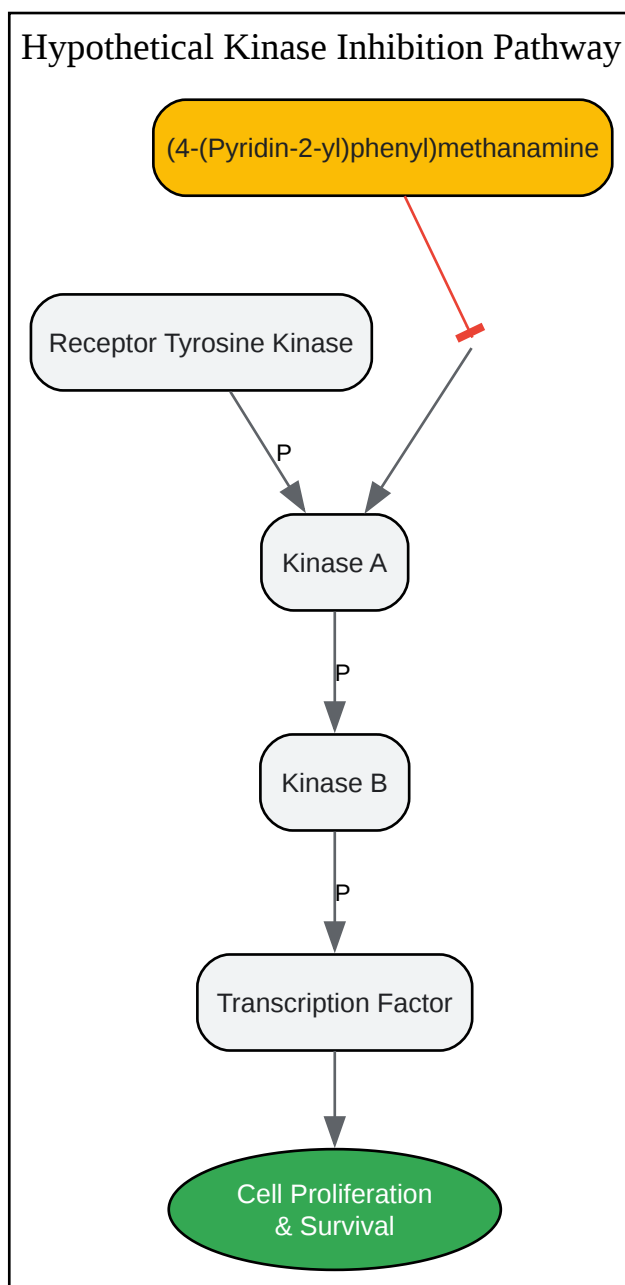 Hypothetical Kinase Inhibition Pathway
(4-(Pyridin-2-yl)phenyl)methanamine
Receptor Tyrosine Kinase
P
Kinase A
P
Kinase B
P
Transcription Factor
Cell Proliferation
& Survival